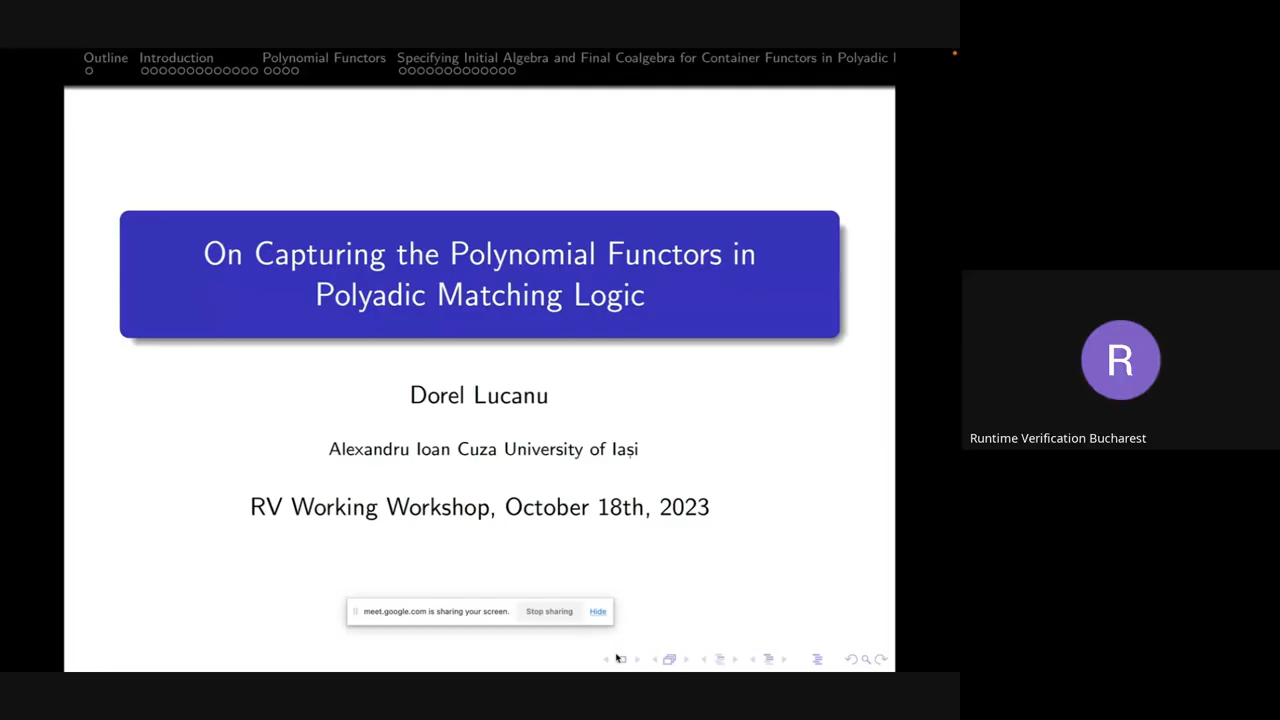 Outline Introduction Polynomial Functors Specifying Initial Algebra and Final Coalgebra for Container Functors in Polyadic
On Capturing the Polynomial Functors in
Polyadic Matching Logic
Dorel Lucanu
Alexandru Ioan Cuza University of Iași
RV Working Workshop, October 18th, 2023
meet.google.com is sharing your screen. Stop sharing Hide
R
Runtime Verification Bucharest